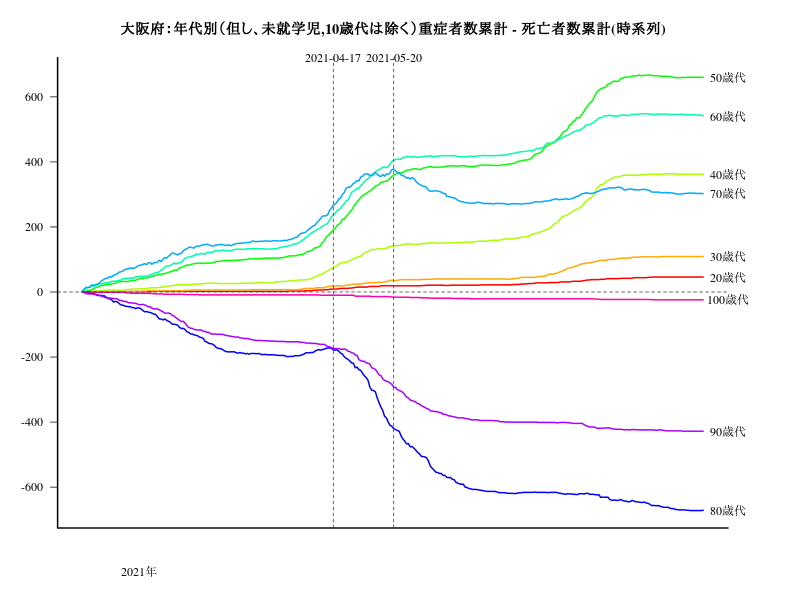 大阪府：年代別（但し、未就学児,10歳代は除く）重症者数累計 - 死亡者数累計(時系列)
2021-04-17 2021-05-20
50歳代
600
60歳代
400
40歳代
70歳代
200
30歳代
20歳代
0
100歳代
-200
-400
90歳代
-600
80歳代
2021年